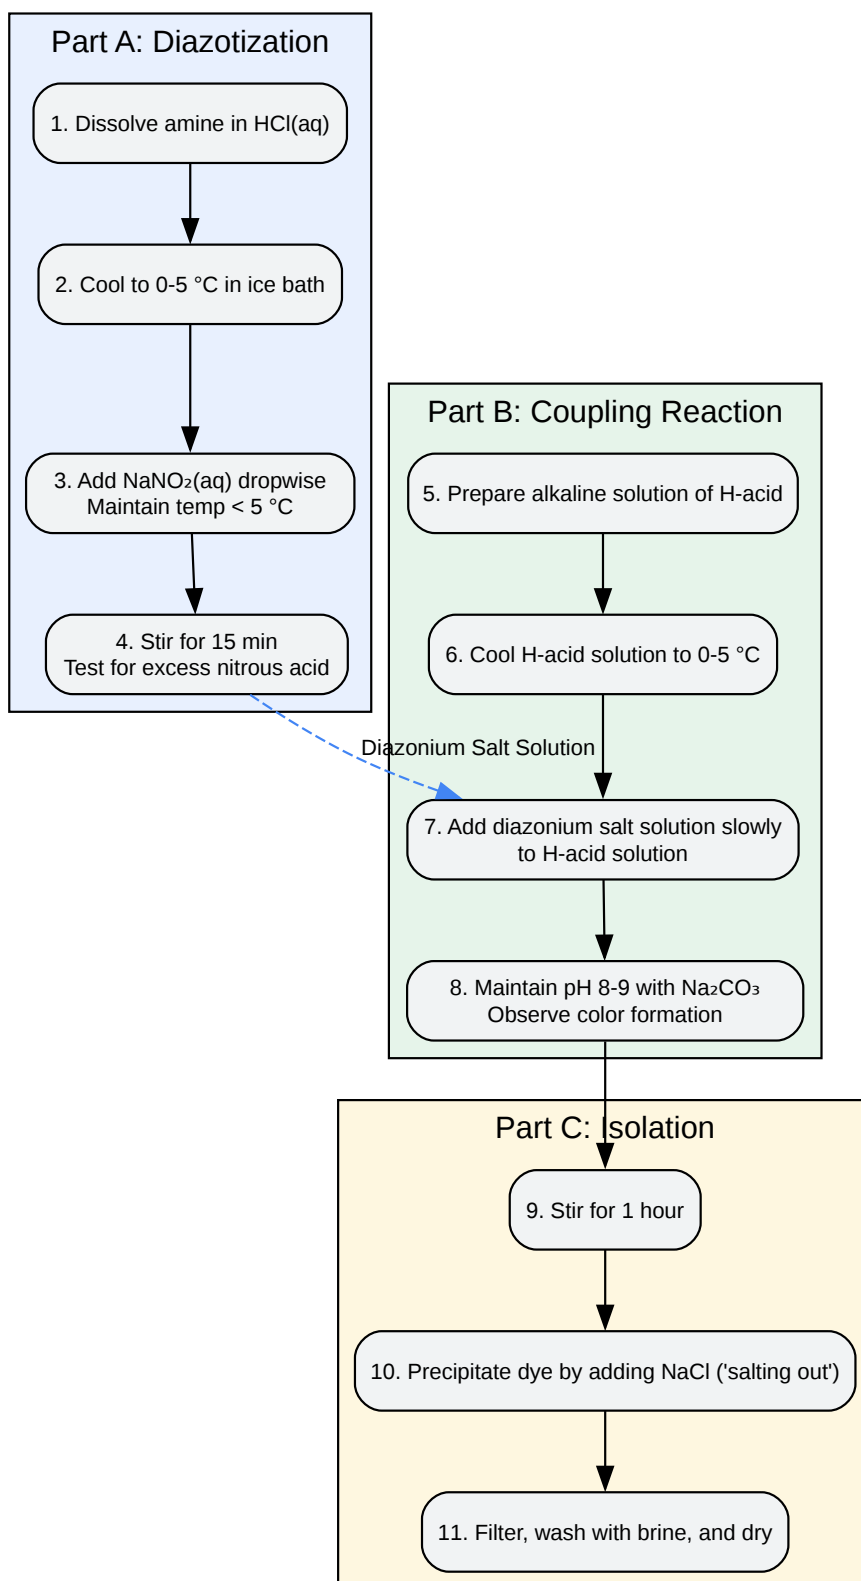 Part A: Diazotization
1. Dissolve amine in HCl(aq)
2. Cool to 0-5 °C in ice bath
3. Add NaNO₂(aq) dropwise
Maintain temp < 5 °C
4. Stir for 15 min
Test for excess nitrous acid
Part B: Coupling Reaction
5. Prepare alkaline solution of H-acid
6. Cool H-acid solution to 0-5 °C
Diazonium Salt Solution
7. Add diazonium salt solution slowly
to H-acid solution
8. Maintain pH 8-9 with Na₂CO₃
Observe color formation
Part C: Isolation
9. Stir for 1 hour
10. Precipitate dye by adding NaCl ('salting out')
11. Filter, wash with brine, and dry